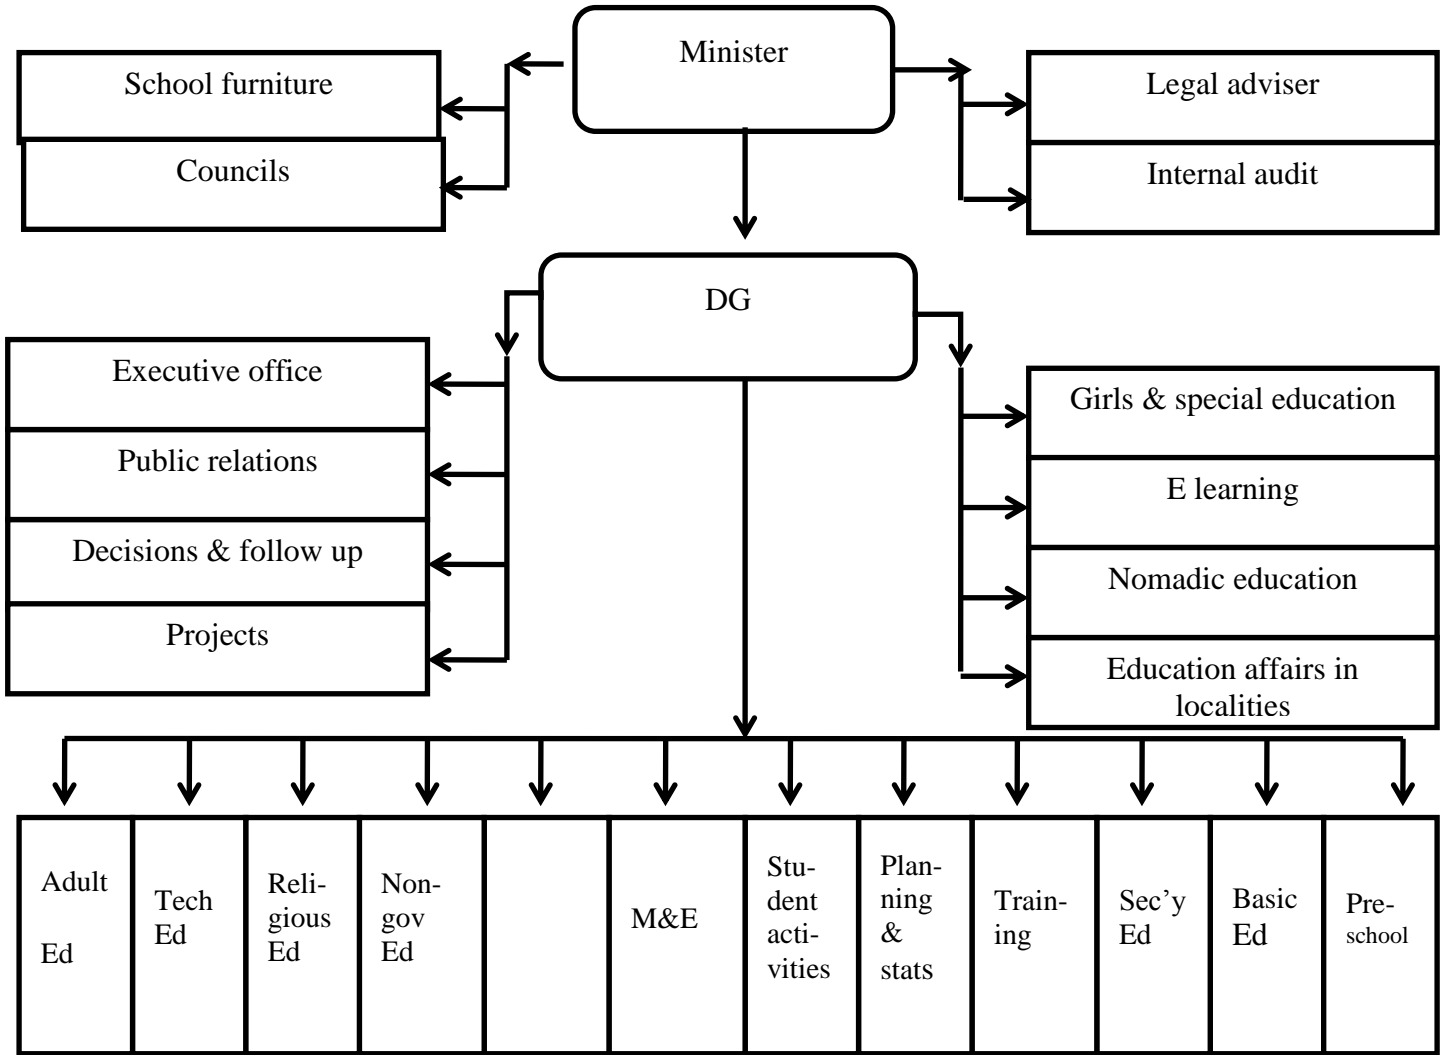 Minister
School furniture
Councils
Legal adviser
Internal audit
DG
Executive office
Public relations
Decisions & follow up
Projects
Girls & special education
E learning
Nomadic education
Education affairs in
localities
Adult
Ed
Tech
Ed
Reli-
gious
Ed
Non-
gov
Ed
M&E
Stu-
dent
acti-
vities
Plan-
ning
&
stats
Train-
ing
Sec’y
Ed
Basic
Ed
Pre-
school